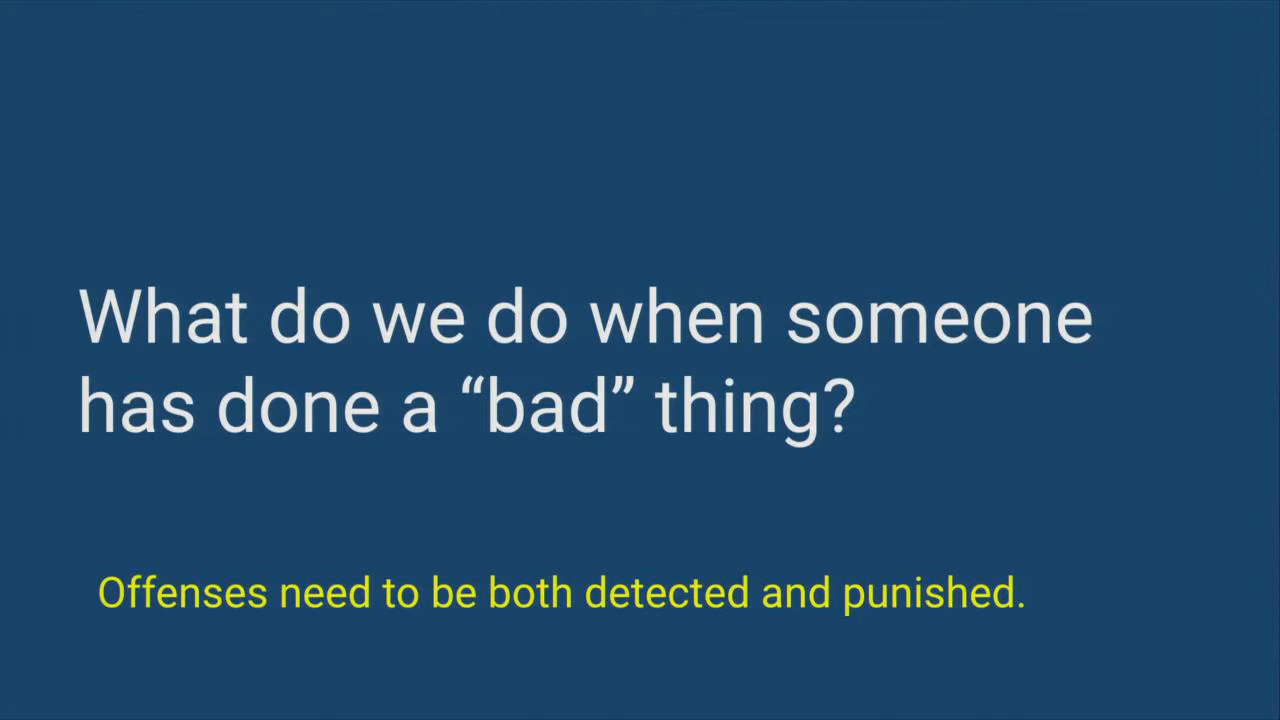 What do we do when someone
has done a “bad” thing?
Offenses need to be both detected and punished.